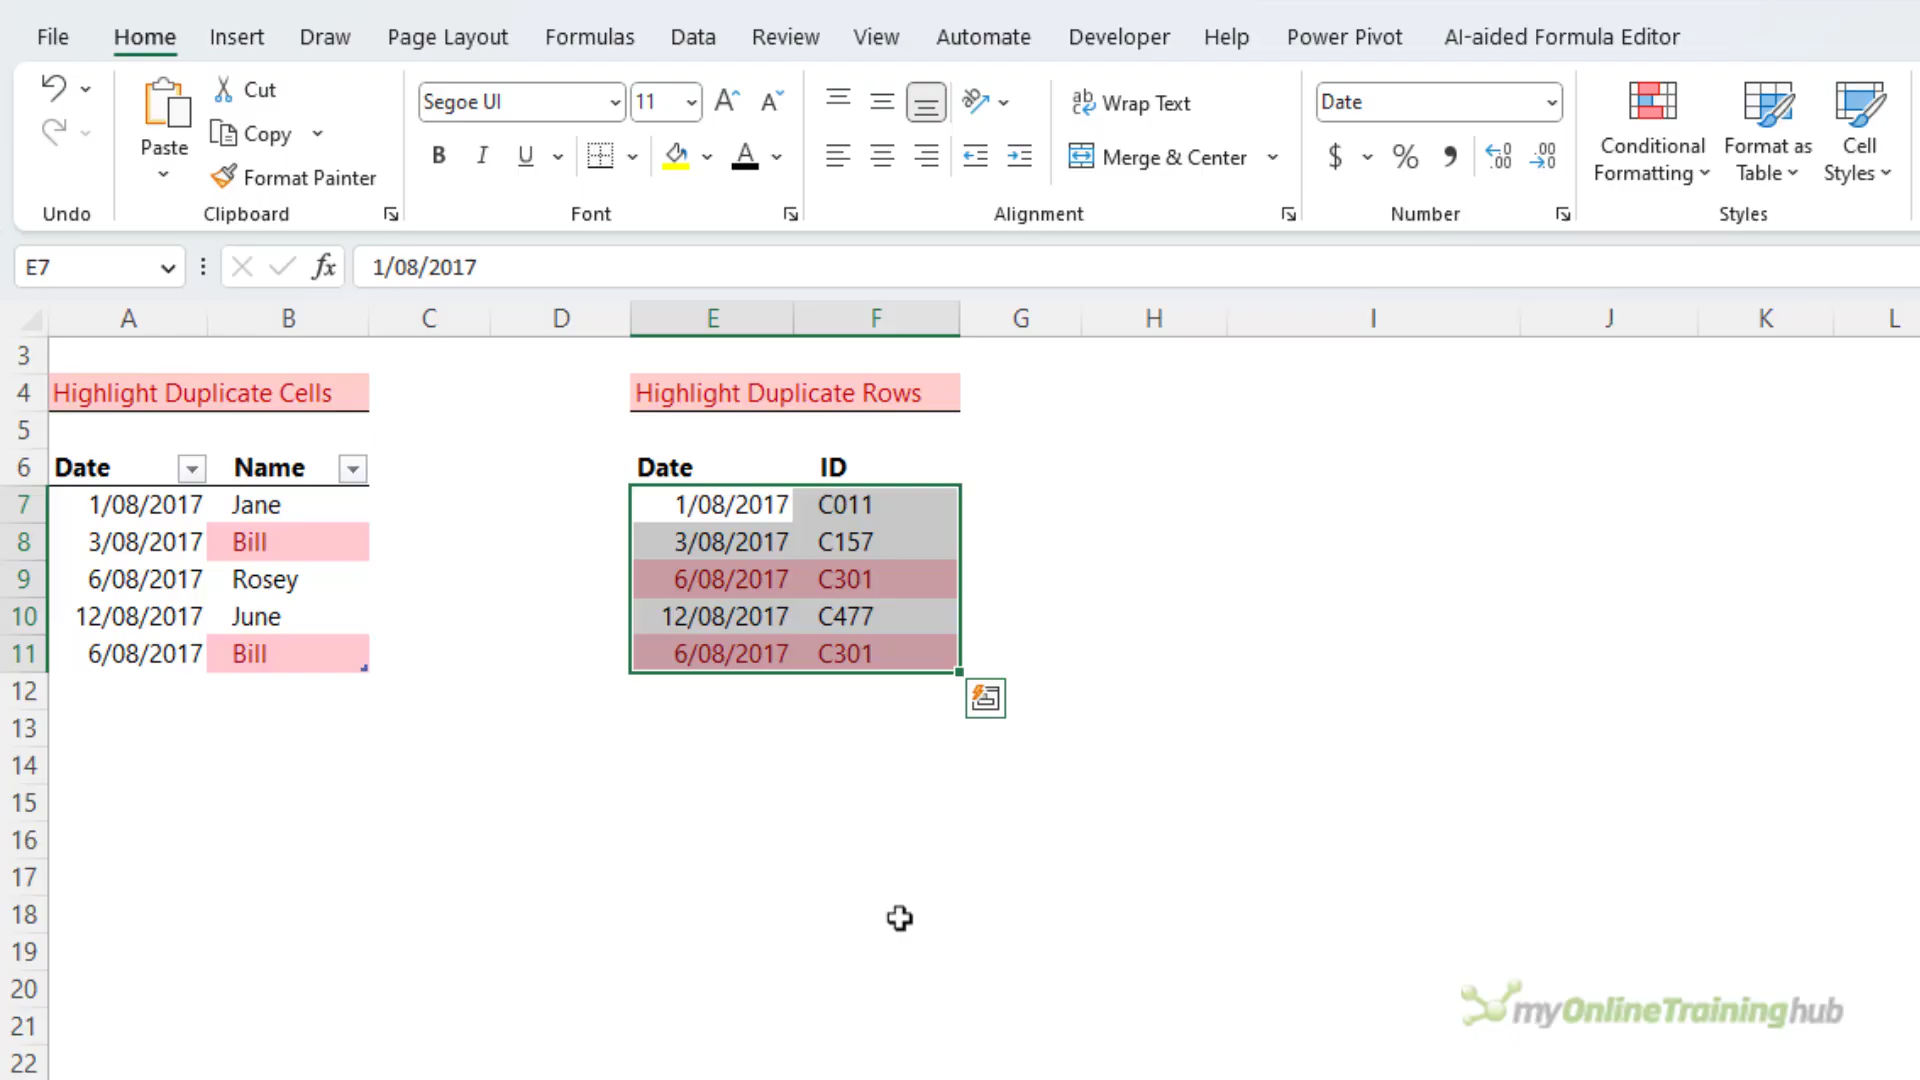 File Home Insert Draw Page Layout Formulas Data Review View Automate Developer Help Power Pivot AI-aided Formula Editor
Paste
Cut
Copy
Format Painter
Segoe UI 11
B I U A
ab Wrap Text
Merge & Center
Date
$ % 9 .00 .00
Conditional Formatting
Format as Table
Cell Styles
Undo Clipboard Font Alignment Number Styles
E7 fx 1/08/2017
A B C D E F G H I J K L
3
4 Highlight Duplicate Cells Highlight Duplicate Rows
5
6 Date Name Date ID
7 1/08/2017 Jane 1/08/2017 C011
8 3/08/2017 Bill 3/08/2017 C157
9 6/08/2017 Rosey 6/08/2017 C301
10 12/08/2017 June 12/08/2017 C477
11 6/08/2017 Bill 6/08/2017 C301
12
13
14
15
16
17
18
19
20
21
22
myOnlineTraininghub